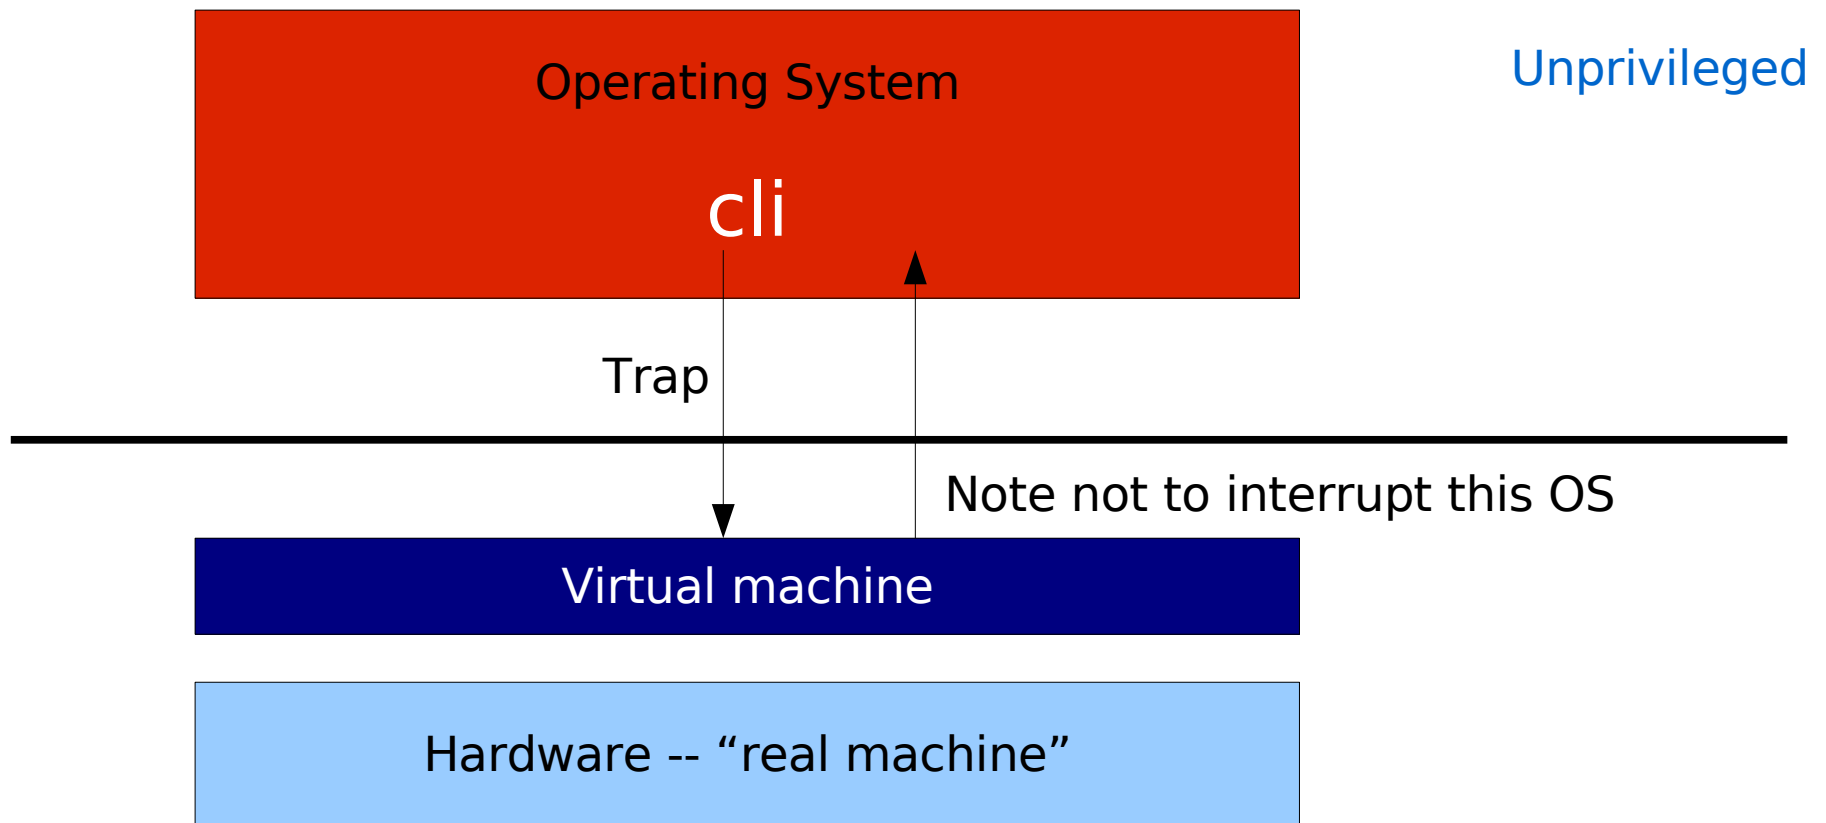 Operating System
Unprivileged
cli
Trap
Note not to interrupt this OS
Virtual machine
Hardware -- “real machine”